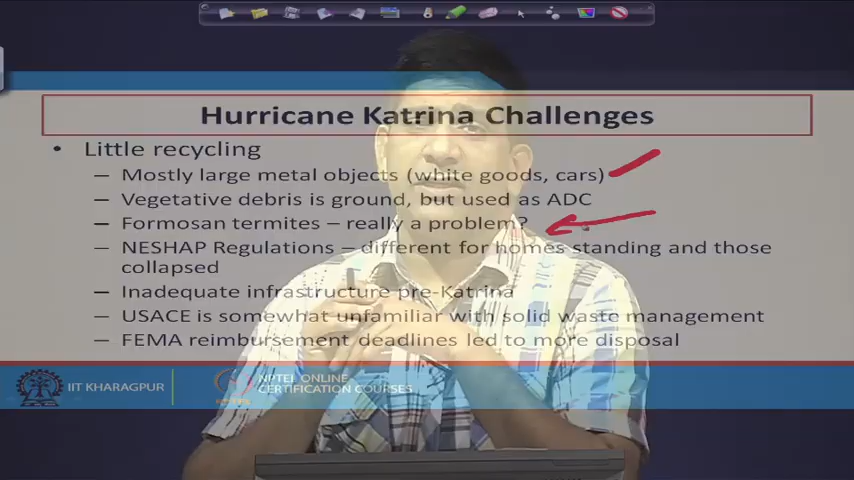 Hurricane Katrina Challenges
• Little recycling
– Mostly large metal objects (white goods, cars)
– Vegetative debris is ground, but used as ADC
– Formosan termites – really a problem?
– NESHAP Regulations – different for homes standing and those
collapsed
– Inadequate infrastructure pre-Katrina
– USACE is somewhat unfamiliar with solid waste management
– FEMA reimbursement deadlines led to more disposal
IIT KHARAGPUR
NPTEL ONLINE
CERTIFICATION COURSES